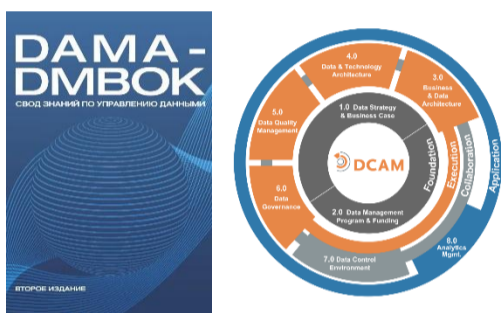 DAMA-
DMBOK
СВОД ЗНАНИЙ ПО УПРАВЛЕНИЮ ДАННЫМИ
ВТОРОЕ ИЗДАНИЕ
4.0
Data & Technology
Architecture
3.0
Business
& Data
Architecture
5.0
Data Quality
Management
1.0 Data Strategy
& Business Case
DCAM
Foundation
Execution
Collaboration
Application
6.0
Data
Governance
2.0 Data Management
Program & Funding
7.0 Data Control
Environment
8.0
Analytics
Mgmt.